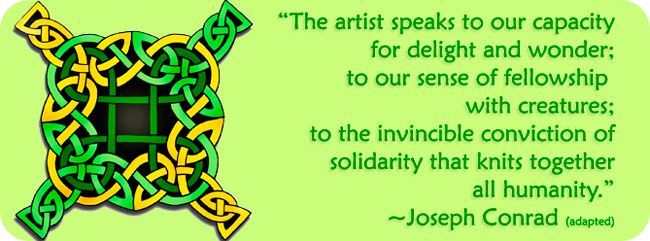 “The artist speaks to our capacity
for delight and wonder;
to our sense of fellowship
with creatures;
to the invincible conviction of
solidarity that knits together
all humanity.”
~Joseph Conrad (adapted)